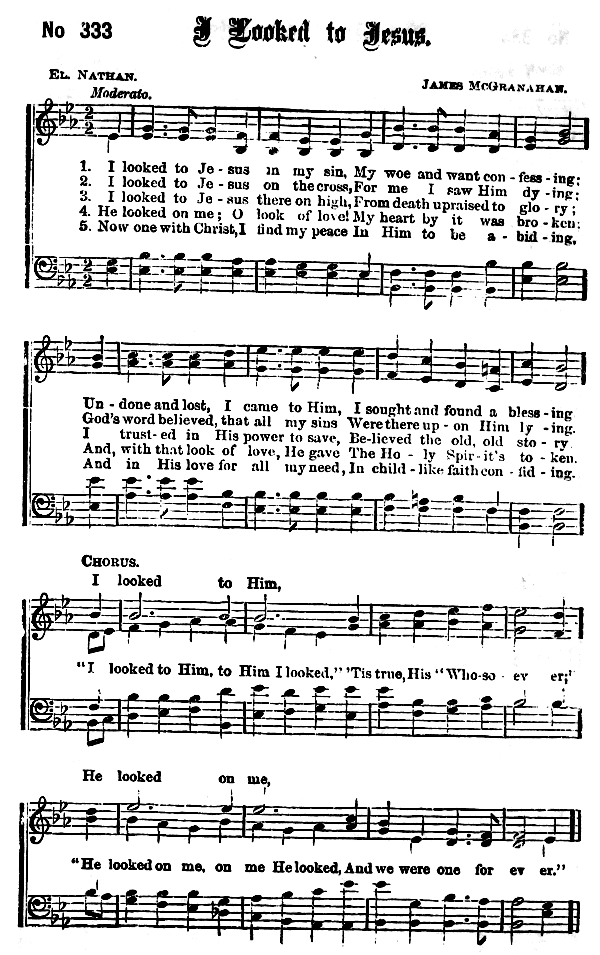 No 333
I Looked to Jesus.
EL. NATHAN.
JAMES MCGRANAHAN.
Moderato.
1. I looked to Je - sus in my sin, My woe and want con - fess - ing:
2. I looked to Je - sus on the cross, For me I saw Him dy - ing;
3. I looked to Je - sus there on high, From death upraised to glo - ry;
4. He looked on me; O look of love! My heart by it was bro - ken:
5. Now one with Christ, I find my peace In Him to be a - bid - ing,
Un - done and lost, I came to Him, I sought and found a bless - ing
God's word believed, that all my sins Were there up - on Him ly - ing.
I trust - ed in His power to save, Be - lieved the old, old sto - ry
And, with that look of love, He gave The Ho - ly Spir - it's to - ken.
And in His love for all my need, In child - like faith con - fid - ing.
CHORUS.
I looked to Him,
"I looked to Him, to Him I looked," 'Tis true, His "Who - so - ev er;"
He looked on me,
"He looked on me, on me He looked, And we were one for ev er."